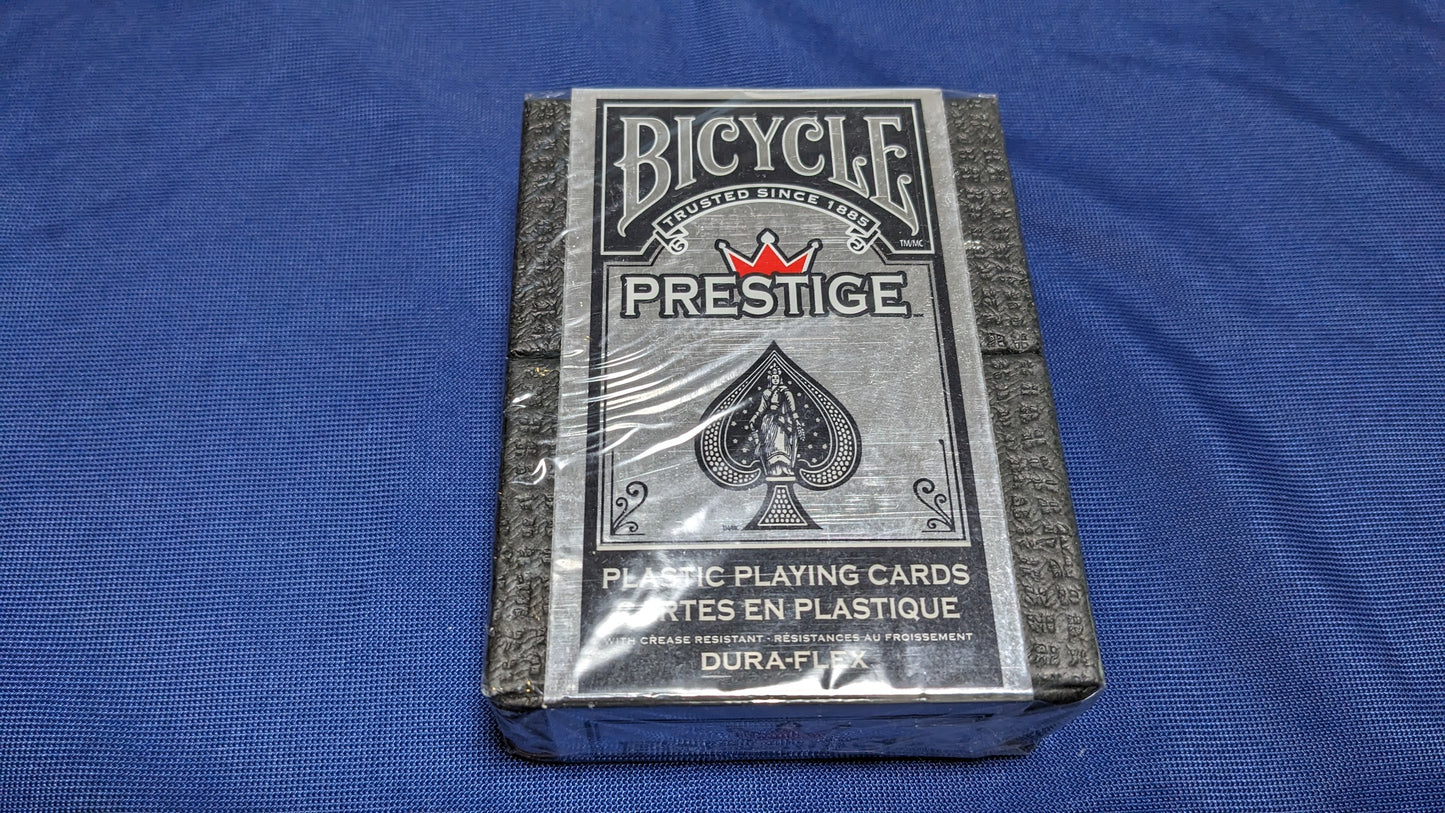 BICYCLE
TRUSTED SINCE 1885
TM/MC
PRESTIGE
PLASTIC PLAYING CARDS
CARTES EN PLASTIQUE
WITH CREASE RESISTANT · RÉSISTANCES AU FROISSEMENT
DURA-FLEX